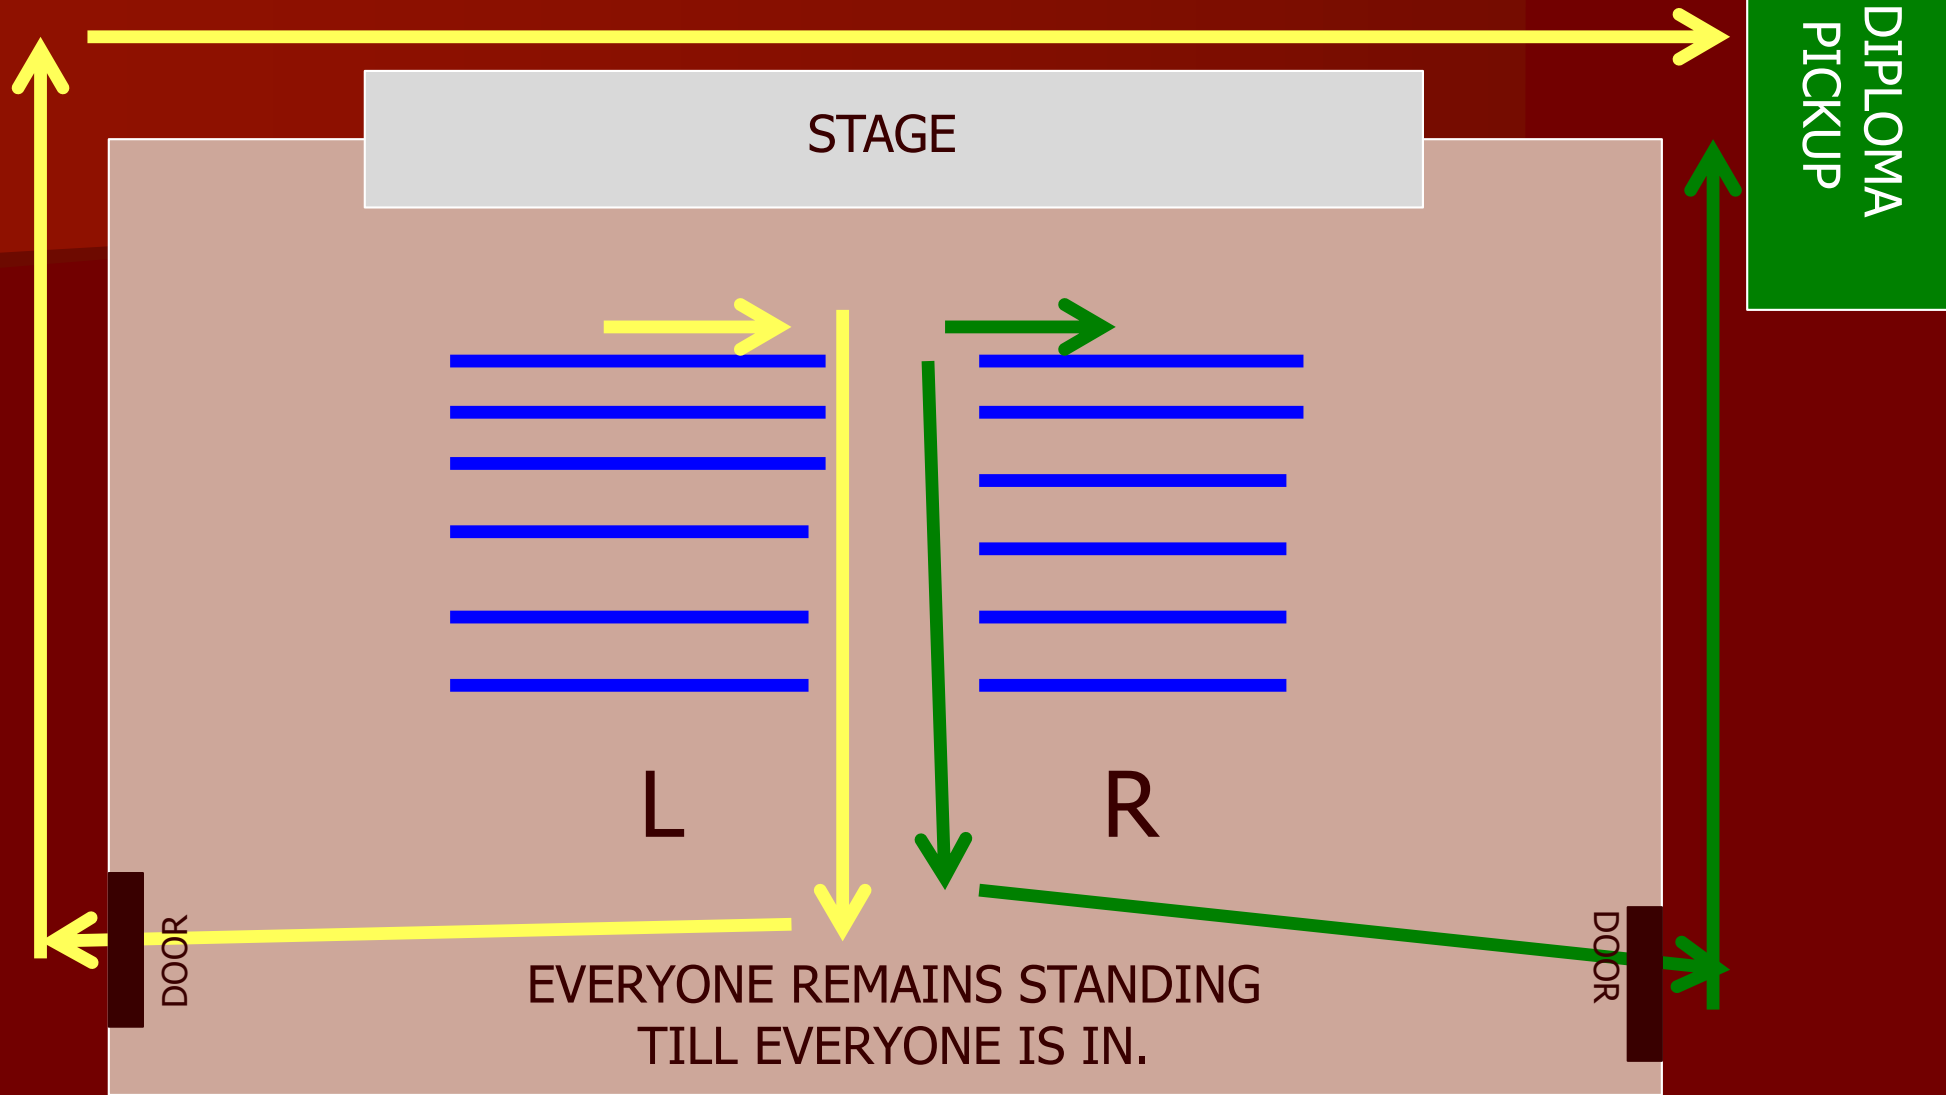 DIPLOMA
PICKUP
STAGE
L
R
DOOR
DOOR
EVERYONE REMAINS STANDING
TILL EVERYONE IS IN.